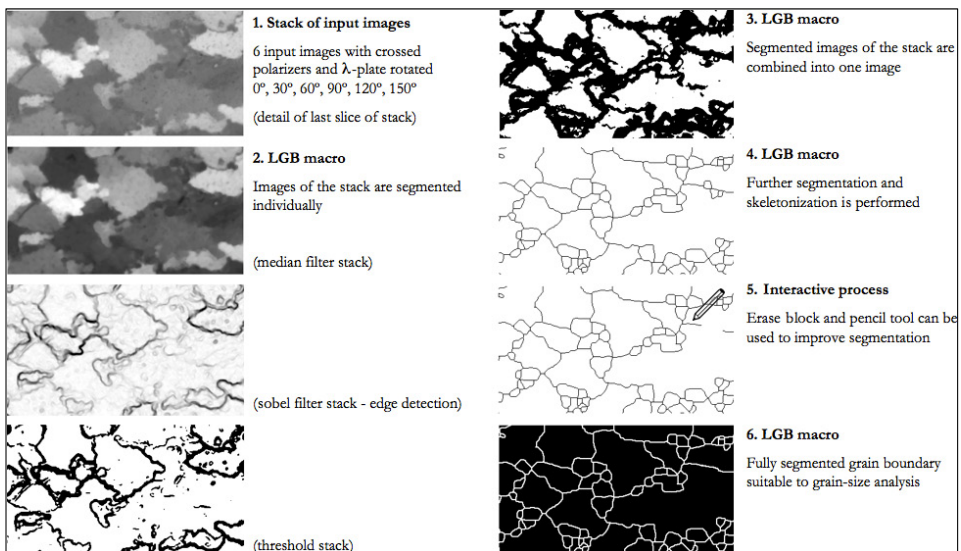 1. Stack of input images
6 input images with crossed
polarizers and λ-plate rotated
0º, 30º, 60º, 90º, 120º, 150º
(detail of last slice of stack)
2. LGB macro
Images of the stack are segmented
individually
(median filter stack)
(sobel filter stack - edge detection)
(threshold stack)
3. LGB macro
Segmented images of the stack are
combined into one image
4. LGB macro
Further segmentation and
skeletonization is performed
5. Interactive process
Erase block and pencil tool can be
used to improve segmentation
6. LGB macro
Fully segmented grain boundary
suitable to grain-size analysis